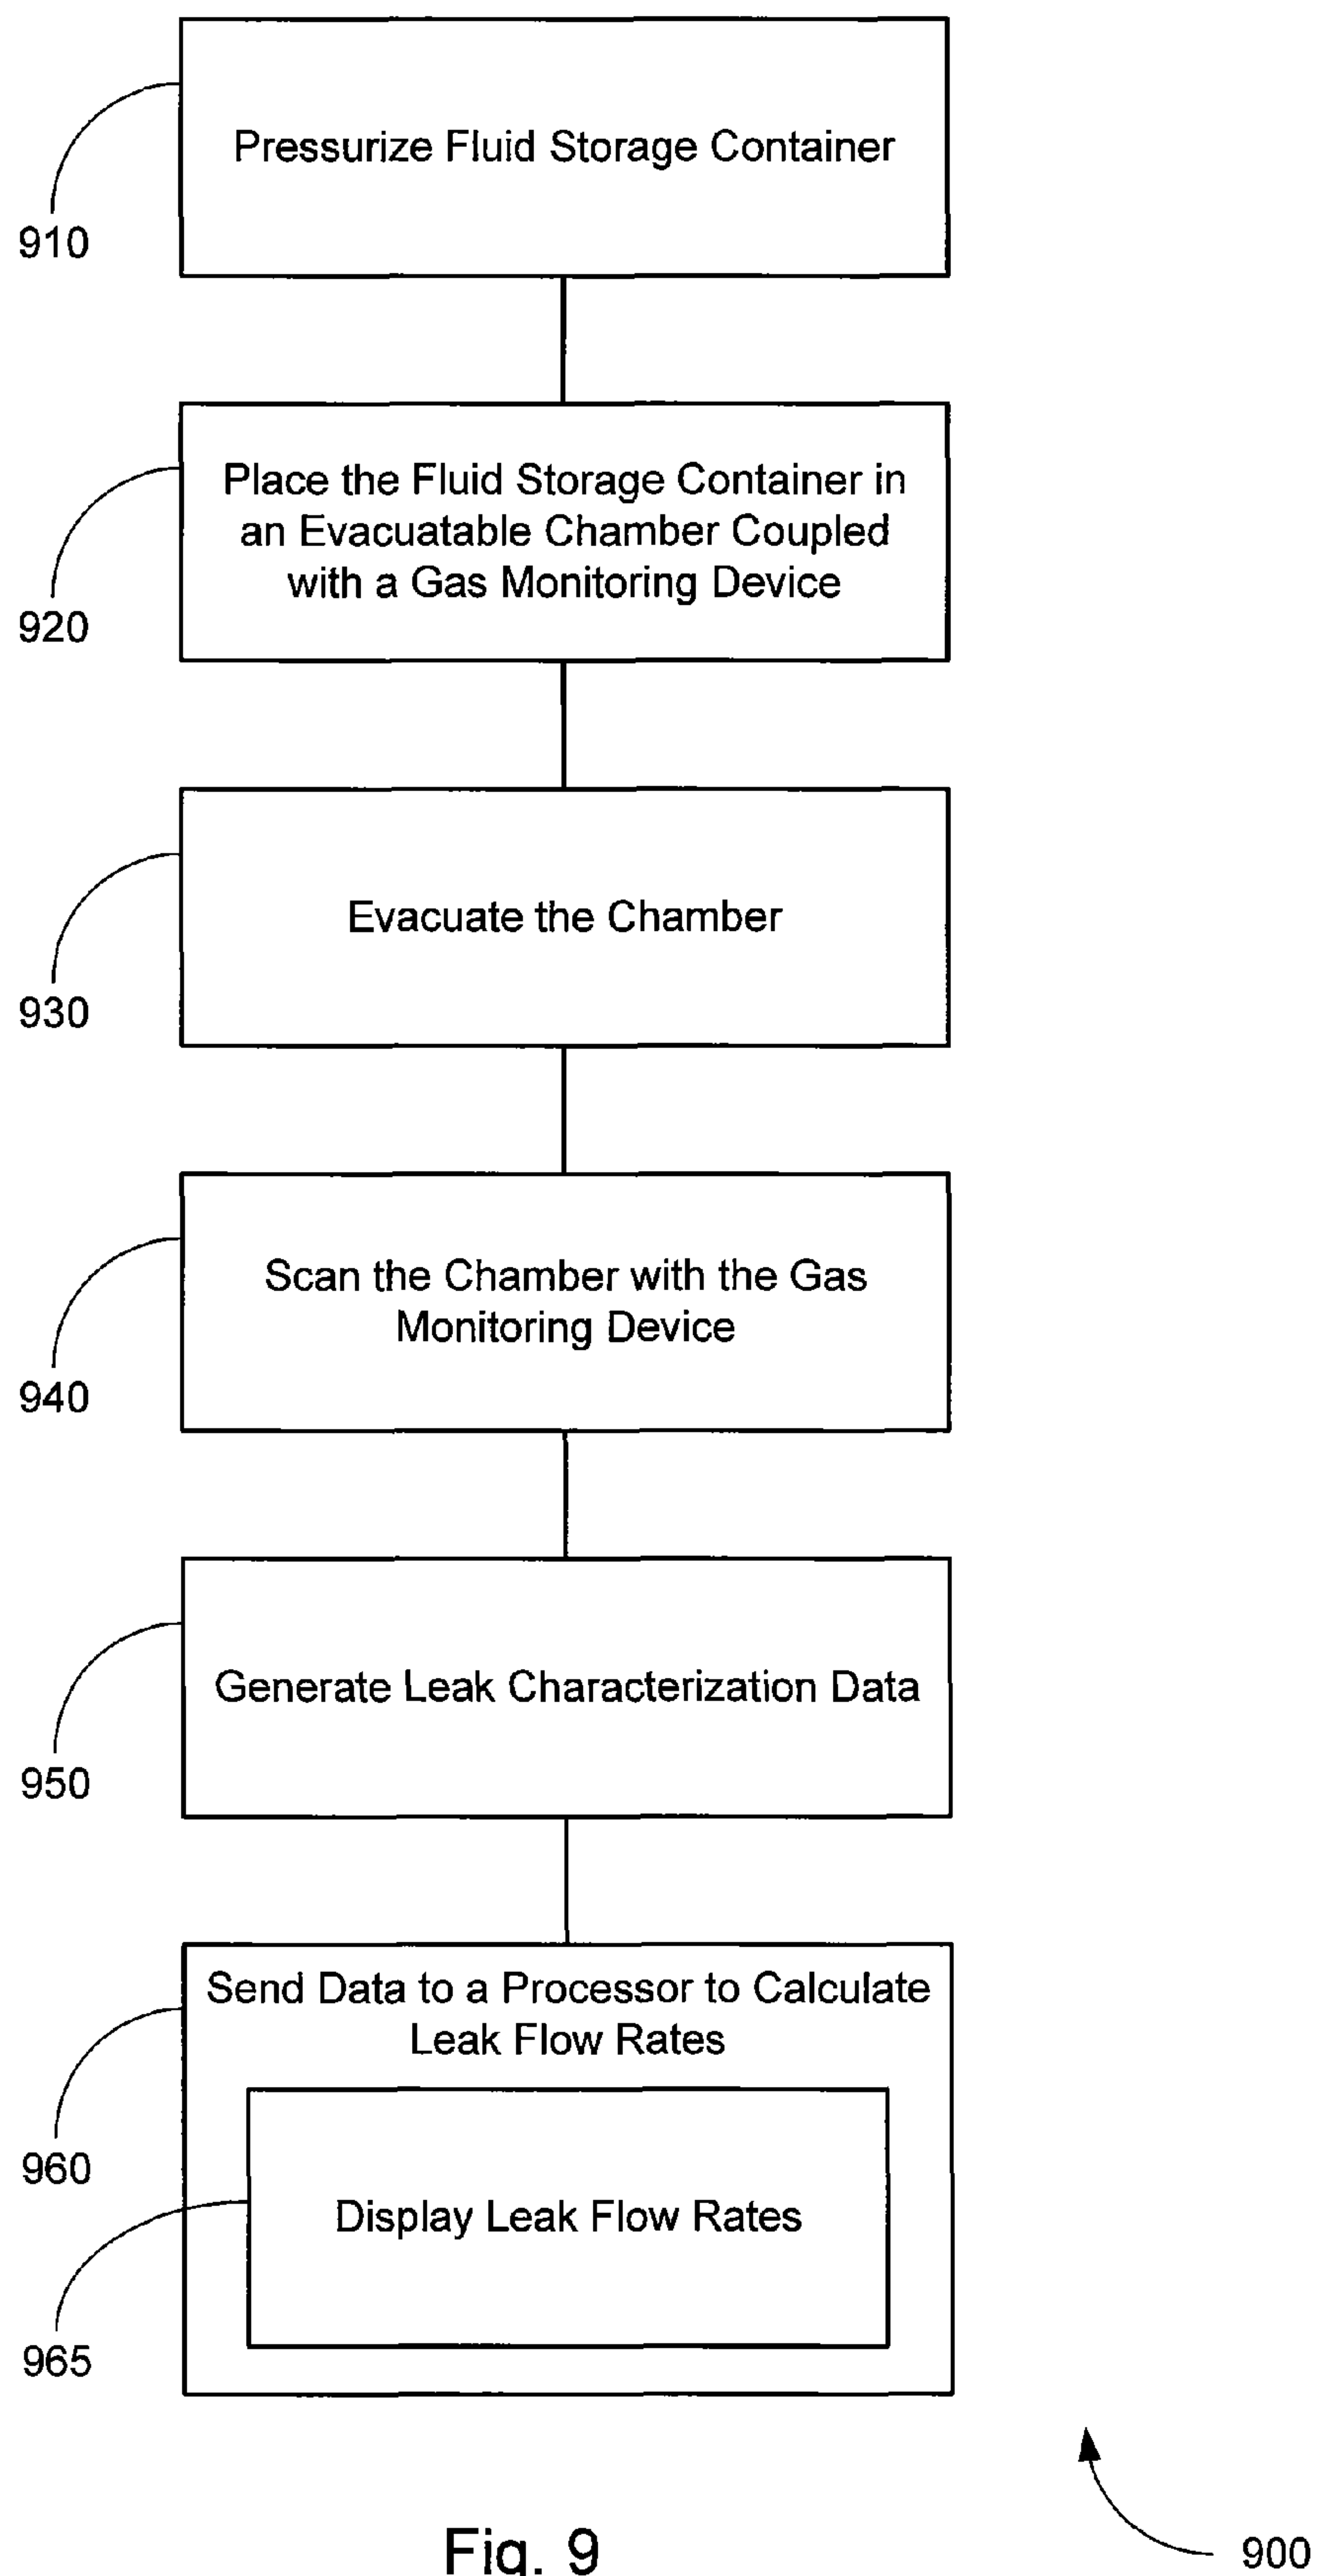 Pressurize Fluid Storage Container
910
Place the Fluid Storage Container in
an Evacuatable Chamber Coupled
with a Gas Monitoring Device
920
Evacuate the Chamber
930
Scan the Chamber with the Gas
Monitoring Device
940
Generate Leak Characterization Data
950
Send Data to a Processor to Calculate
Leak Flow Rates
960
Display Leak Flow Rates
965
Fig. 9
900